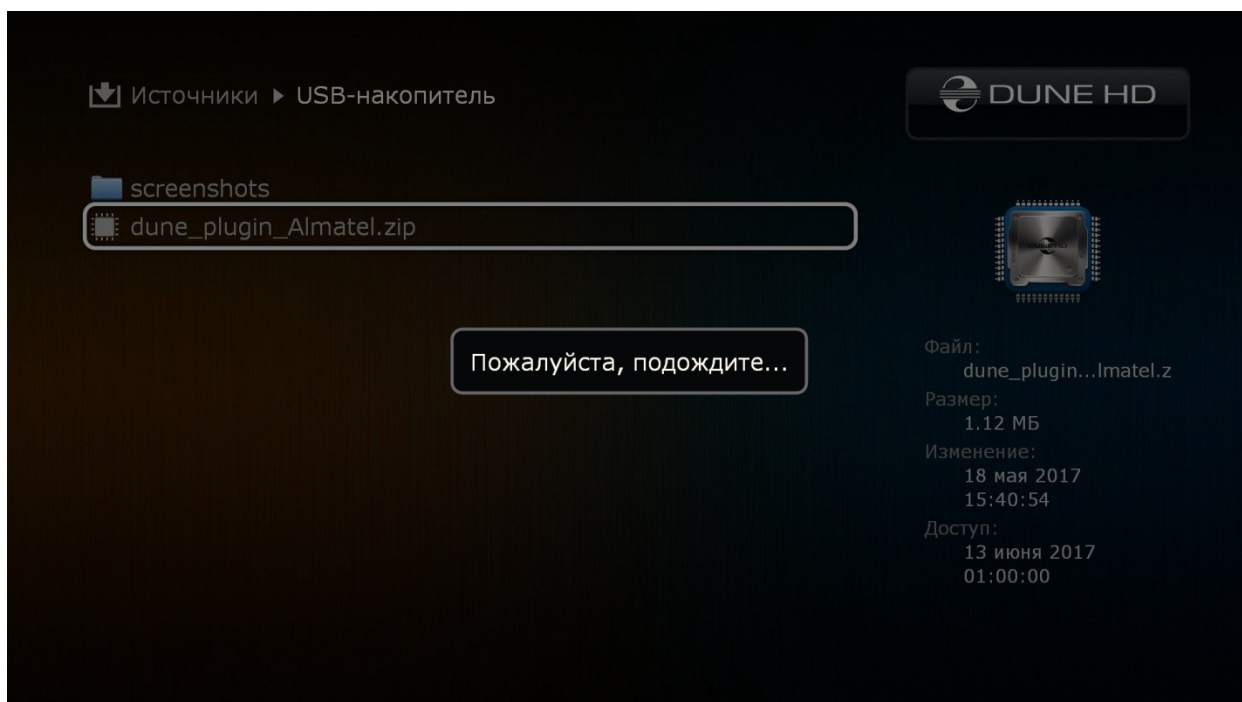 Источники ▸ USB-накопитель
DUNE HD
screenshots
dune_plugin_Almatel.zip
Пожалуйста, подождите...
Файл:
dune_plugin...lmatel.z
Размер:
1.12 МБ
Изменение:
18 мая 2017
15:40:54
Доступ:
13 июня 2017
01:00:00